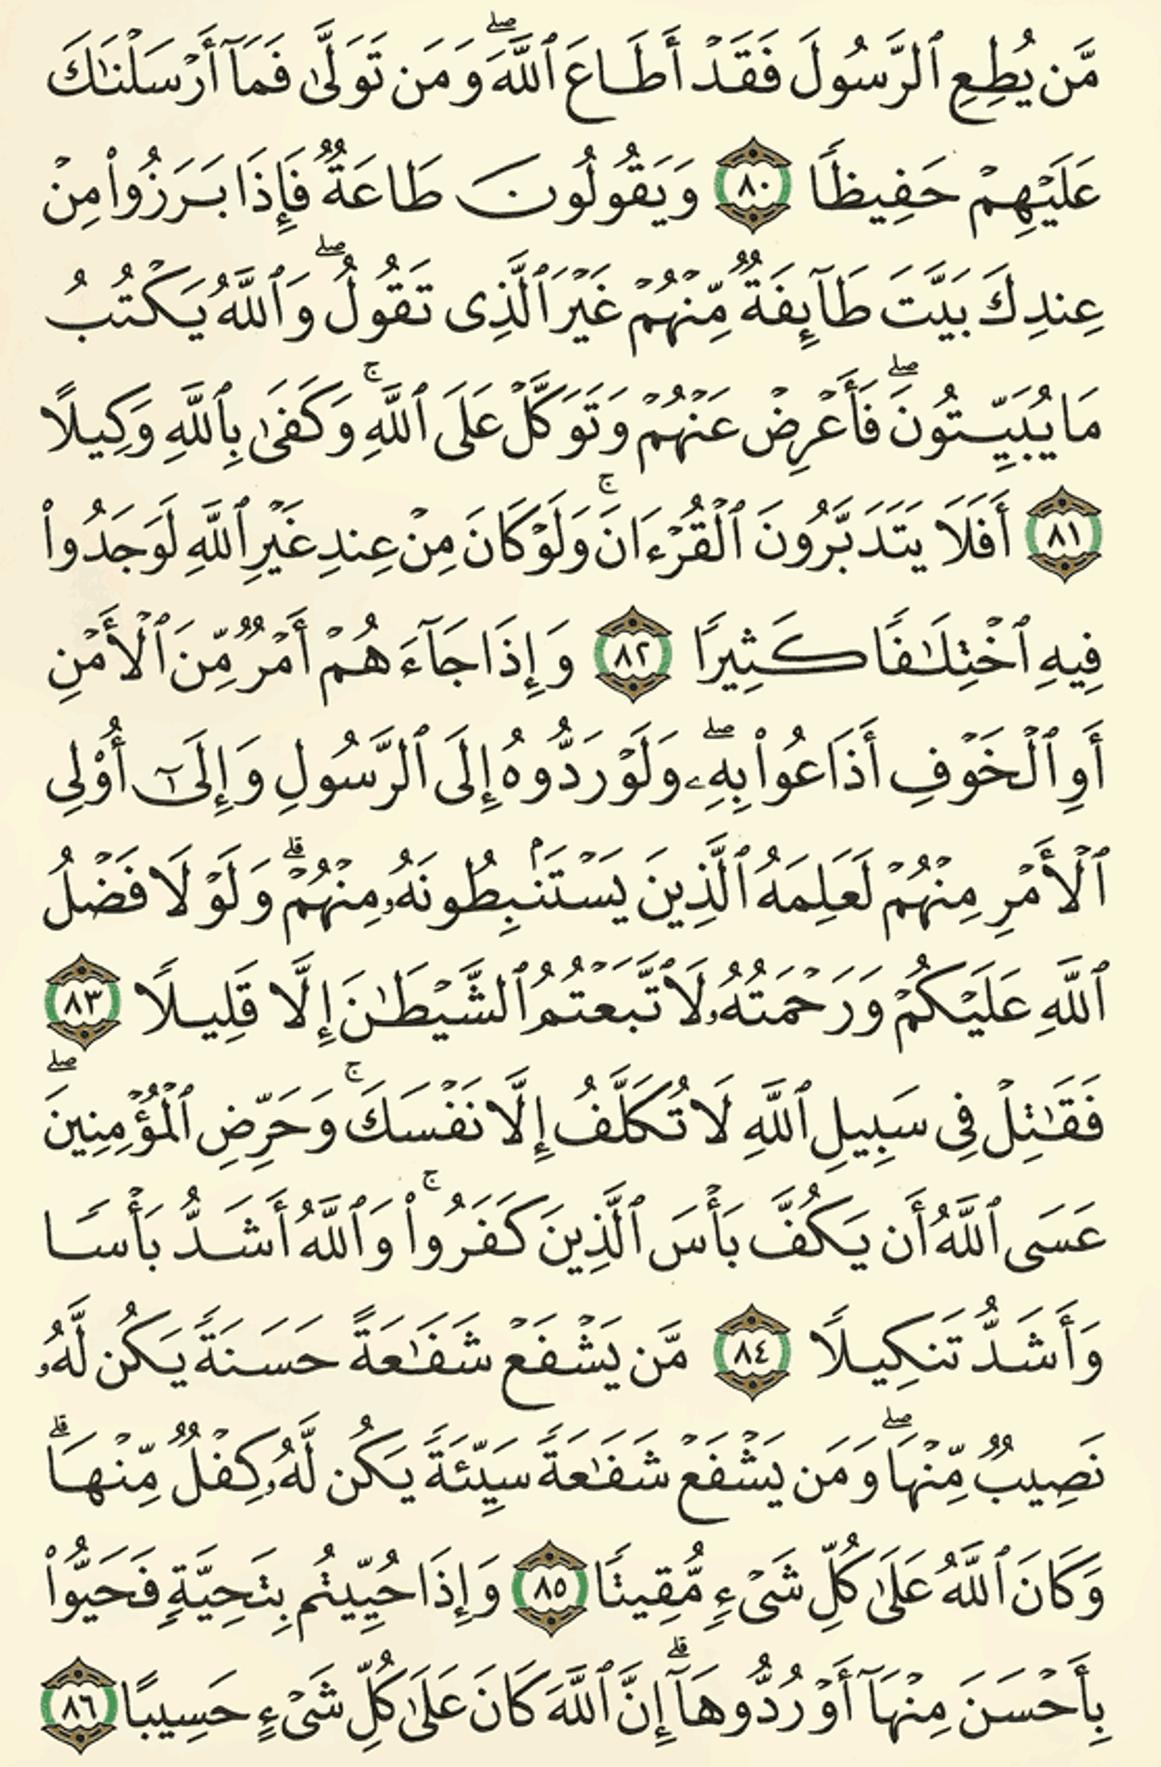 مَّن يُطِعِ ٱلرَّسُولَ فَقَدۡ أَطَاعَ ٱللَّهَۖ وَمَن تَوَلَّىٰ فَمَآ أَرۡسَلۡنَٰكَ
عَلَيۡهِمۡ حَفِيظٗا ٨٠ وَيَقُولُونَ طَاعَةٞ فَإِذَا بَرَزُواْ مِنۡ
عِندِكَ بَيَّتَ طَآئِفَةٞ مِّنۡهُمۡ غَيۡرَ ٱلَّذِي تَقُولُۖ وَٱللَّهُ يَكۡتُبُ
مَا يُبَيِّتُونَۖ فَأَعۡرِضۡ عَنۡهُمۡ وَتَوَكَّلۡ عَلَى ٱللَّهِۚ وَكَفَىٰ بِٱللَّهِ وَكِيلًا
٨١ أَفَلَا يَتَدَبَّرُونَ ٱلۡقُرۡءَانَۚ وَلَوۡ كَانَ مِنۡ عِندِ غَيۡرِ ٱللَّهِ لَوَجَدُواْ
فِيهِ ٱخۡتِلَٰفٗا كَثِيرٗا ٨٢ وَإِذَا جَآءَهُمۡ أَمۡرٞ مِّنَ ٱلۡأَمۡنِ
أَوِ ٱلۡخَوۡفِ أَذَاعُواْ بِهِۦۖ وَلَوۡ رَدُّوهُ إِلَى ٱلرَّسُولِ وَإِلَىٰٓ أُوْلِي
ٱلۡأَمۡرِ مِنۡهُمۡ لَعَلِمَهُ ٱلَّذِينَ يَسۡتَنۢبِطُونَهُۥ مِنۡهُمۡۗ وَلَوۡلَا فَضۡلُ
ٱللَّهِ عَلَيۡكُمۡ وَرَحۡمَتُهُۥ لَٱتَّبَعۡتُمُ ٱلشَّيۡطَٰنَ إِلَّا قَلِيلٗا ٨٣
فَقَٰتِلۡ فِي سَبِيلِ ٱللَّهِ لَا تُكَلَّفُ إِلَّا نَفۡسَكَۚ وَحَرِّضِ ٱلۡمُؤۡمِنِينَۖ
عَسَى ٱللَّهُ أَن يَكُفَّ بَأۡسَ ٱلَّذِينَ كَفَرُواْۚ وَٱللَّهُ أَشَدُّ بَأۡسٗا
وَأَشَدُّ تَنكِيلٗا ٨٤ مَّن يَشۡفَعۡ شَفَٰعَةً حَسَنَةٗ يَكُن لَّهُۥ
نَصِيبٞ مِّنۡهَاۖ وَمَن يَشۡفَعۡ شَفَٰعَةٗ سَيِّئَةٗ يَكُن لَّهُۥ كِفۡلٞ مِّنۡهَاۗ
وَكَانَ ٱللَّهُ عَلَىٰ كُلِّ شَيۡءٖ مُّقِيتٗا ٨٥ وَإِذَا حُيِّيتُم بِتَحِيَّةٖ فَحَيُّواْ
بِأَحۡسَنَ مِنۡهَآ أَوۡ رُدُّوهَآۗ إِنَّ ٱللَّهَ كَانَ عَلَىٰ كُلِّ شَيۡءٍ حَسِيبًا ٨٦